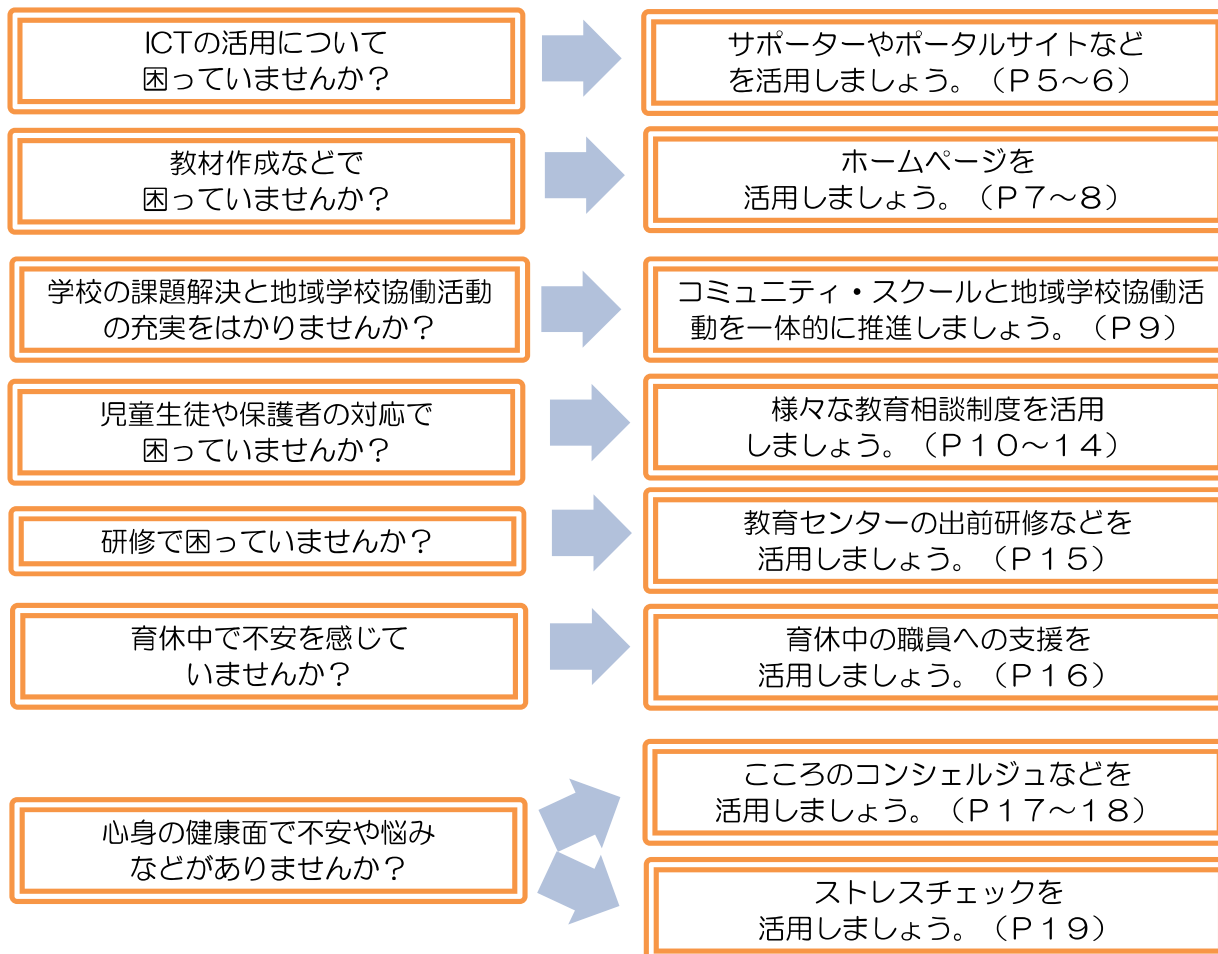 ICTの活用について
困っていませんか？
サポーターやポータルサイトなど
を活用しましょう。（Ｐ５～６）
教材作成などで
困っていませんか？
ホームページを
活用しましょう。（Ｐ７～８）
学校の課題解決と地域学校協働活動
の充実をはかりませんか？
コミュニティ・スクールと地域学校協働活
動を一体的に推進しましょう。（Ｐ９）
児童生徒や保護者の対応で
困っていませんか？
様々な教育相談制度を活用
しましょう。（Ｐ１０～１４）
研修で困っていませんか？
教育センターの出前研修などを
活用しましょう。（Ｐ１５）
育休中で不安を感じて
いませんか？
育休中の職員への支援を
活用しましょう。（Ｐ１６）
心身の健康面で不安や悩み
などがありませんか？
こころのコンシェルジュなどを
活用しましょう。（Ｐ１７～１８）
ストレスチェックを
活用しましょう。（Ｐ１９）